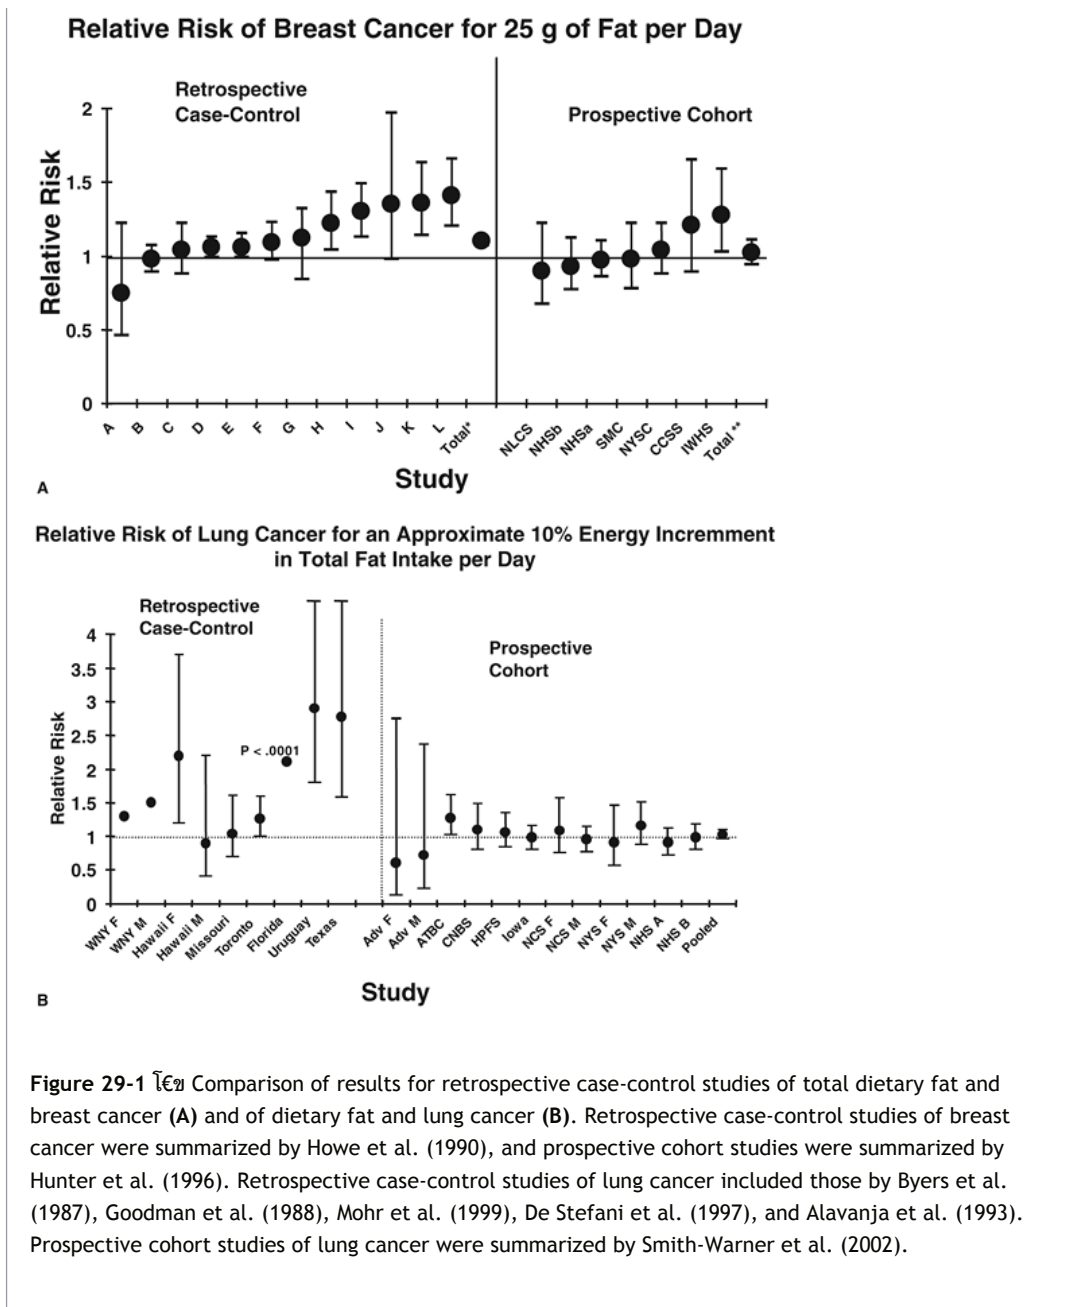 Relative Risk of Breast Cancer for 25 g of Fat per Day
Retrospective
Case-Control
Prospective Cohort
Relative Risk
2
1.5
1
0.5
0
A
B
C
D
E
F
G
H
I
J
K
L
Total*
NLCS
NHSb
NHSa
SMC
NYSC
CCSS
IWHS
Total **
Study
A
Relative Risk of Lung Cancer for an Approximate 10% Energy Incremment
in Total Fat Intake per Day
Retrospective
Case-Control
Prospective
Cohort
Relative Risk
4
3.5
3
2.5
2
1.5
1
0.5
0
P < .0001
WNY F
WNY M
Hawaii F
Hawaii M
Missouri
Toronto
Florida
Uruguay
Texas
Adv F
Adv M
ATBC
CNBS
HPFS
Iowa
NCS F
NCS M
NYS F
NYS M
NHS A
NHS B
Pooled
Study
B
Figure 29-1 โ€ฃ Comparison of results for retrospective case-control studies of total dietary fat and
breast cancer (A) and of dietary fat and lung cancer (B). Retrospective case-control studies of breast
cancer were summarized by Howe et al. (1990), and prospective cohort studies were summarized by
Hunter et al. (1996). Retrospective case-control studies of lung cancer included those by Byers et al.
(1987), Goodman et al. (1988), Mohr et al. (1999), De Stefani et al. (1997), and Alavanja et al. (1993).
Prospective cohort studies of lung cancer were summarized by Smith-Warner et al. (2002).